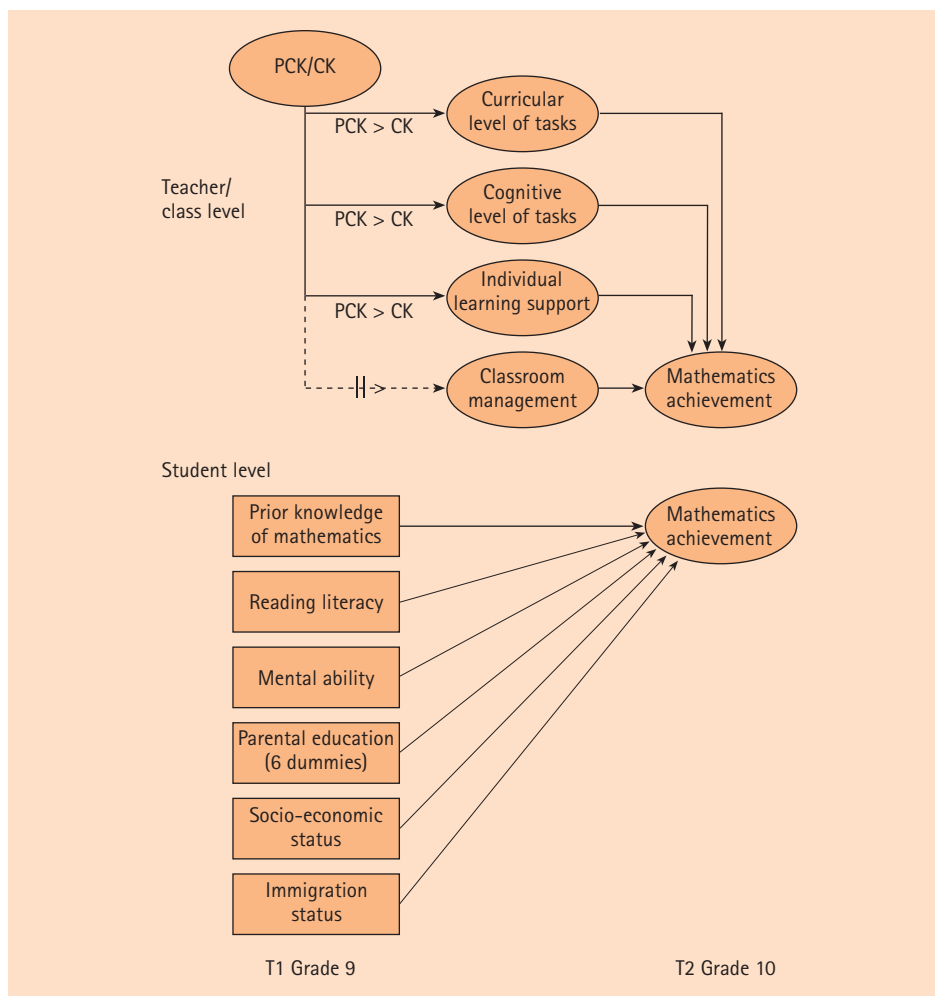 PCK/CK
Curricular
level of tasks
PCK > CK
Teacher/
class level
Cognitive
level of tasks
PCK > CK
Individual
learning support
PCK > CK
Classroom
management
Mathematics
achievement
Student level
Prior knowledge
of mathematics
Mathematics
achievement
Reading literacy
Mental ability
Parental education
(6 dummies)
Socio-economic
status
Immigration
status
T1 Grade 9
T2 Grade 10